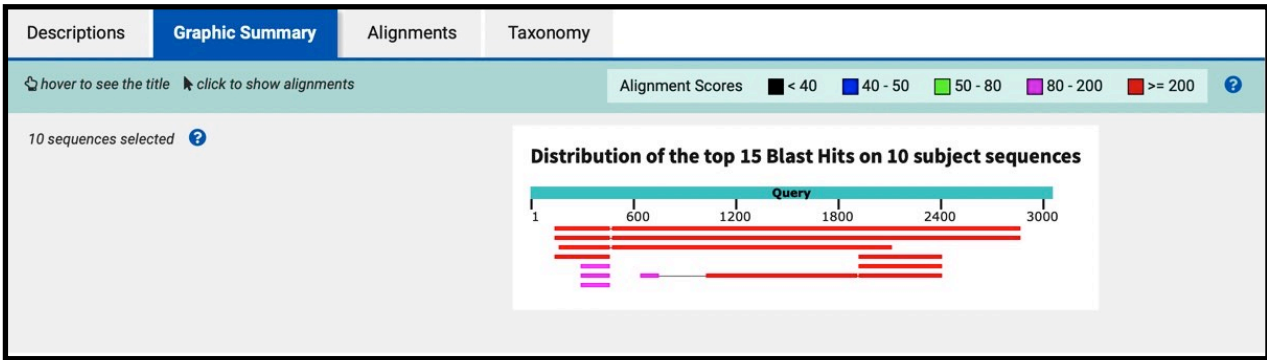 Descriptions Graphic Summary Alignments Taxonomy
hover to see the title click to show alignments Alignment Scores < 40 40 - 50 50 - 80 80 - 200 >= 200 ?
10 sequences selected ?
Distribution of the top 15 Blast Hits on 10 subject sequences
Query
1 600 1200 1800 2400 3000